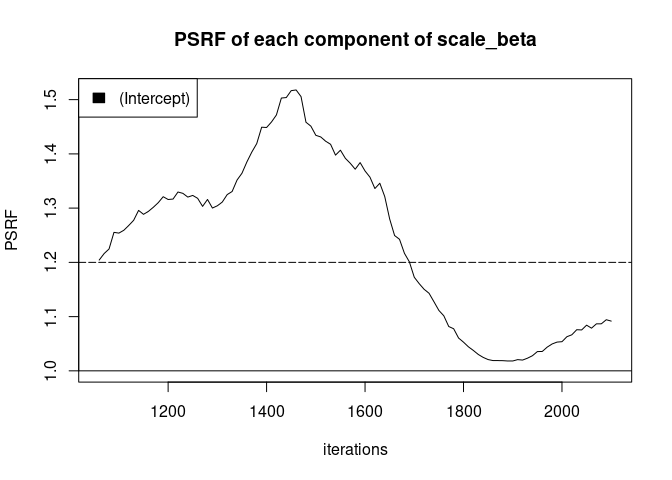 PSRF of each component of scale_beta
(Intercept)
PSRF
1.5
1.4
1.3
1.2
1.1
1.0
1200 1400 1600 1800 2000
iterations